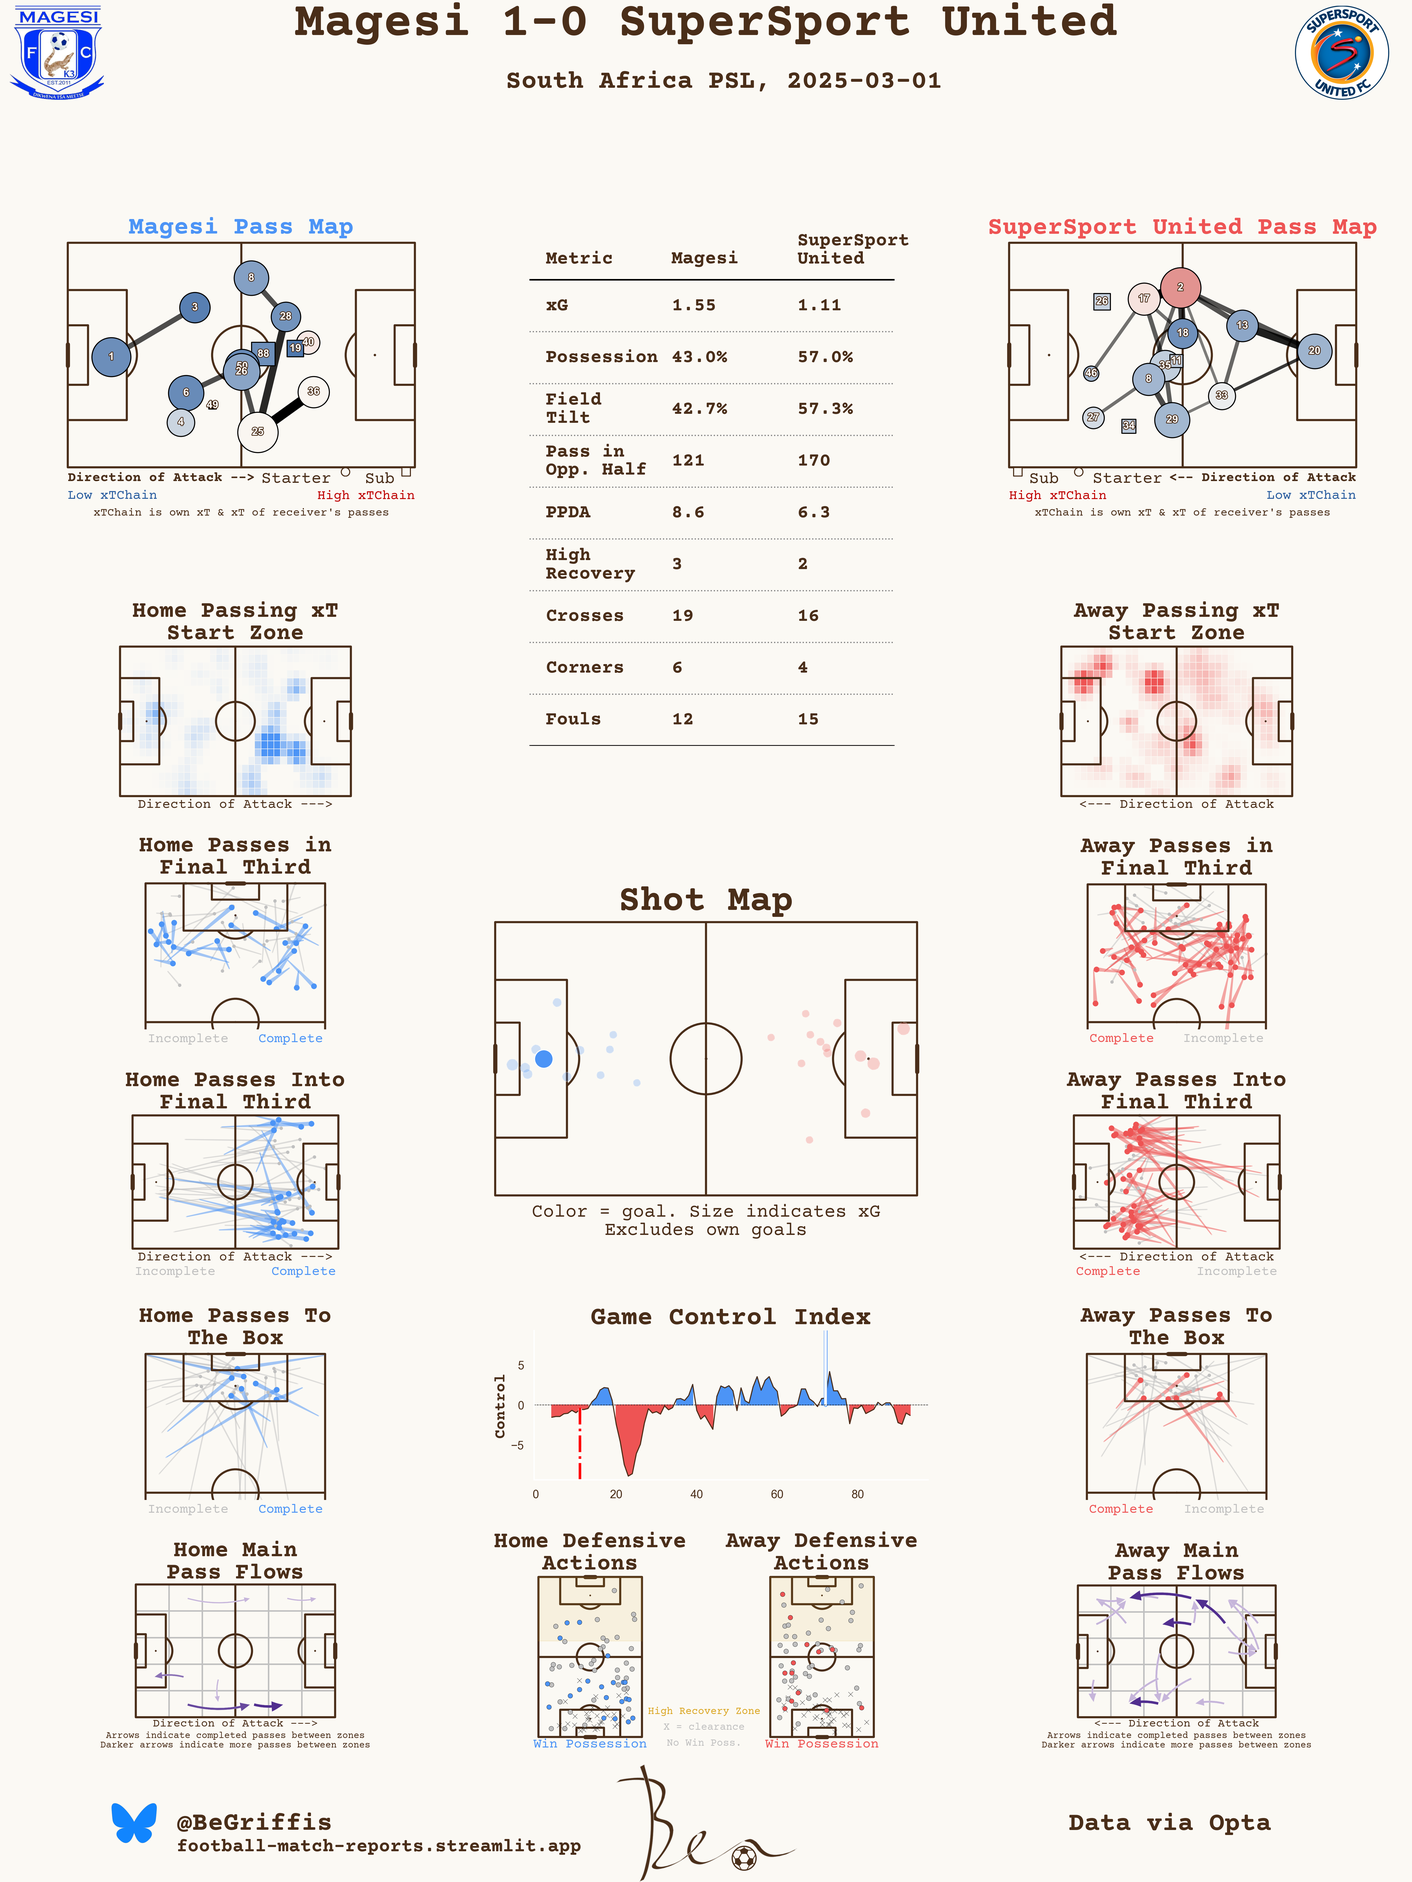 Magesi 1-0 SuperSport United
South Africa PSL, 2025-03-01
MAGESI
F C
K3
EST.2011
SUPERSPORT
UNITED FC
Magesi Pass Map
1
3
8
28
40
19
88
50
26
6
49
4
36
25
Direction of Attack --> Starter Sub
Low xTChain High xTChain
xTChain is own xT & xT of receiver's passes
Metric Magesi SuperSport United
xG 1.55 1.11
Possession 43.0% 57.0%
Field Tilt 42.7% 57.3%
Pass in Opp. Half 121 170
PPDA 8.6 6.3
High Recovery 3 2
Crosses 19 16
Corners 6 4
Fouls 12 15
SuperSport United Pass Map
26
17
2
18
13
20
46
35
11
8
33
27
34
29
Sub Starter <-- Direction of Attack
High xTChain Low xTChain
xTChain is own xT & xT of receiver's passes
Home Passing xT
Start Zone
Direction of Attack --->
Away Passing xT
Start Zone
<--- Direction of Attack
Home Passes in
Final Third
Incomplete Complete
Away Passes in
Final Third
Complete Incomplete
Shot Map
Color = goal. Size indicates xG
Excludes own goals
Home Passes Into
Final Third
Direction of Attack --->
Incomplete Complete
Away Passes Into
Final Third
<--- Direction of Attack
Complete Incomplete
Home Passes To
The Box
Incomplete Complete
Game Control Index
Control
5
0
−5
0 20 40 60 80
Away Passes To
The Box
Complete Incomplete
Home Main
Pass Flows
Direction of Attack --->
Arrows indicate completed passes between zones
Darker arrows indicate more passes between zones
Home Defensive
Actions
Win Possession
High Recovery Zone
X = clearance
No Win Poss.
Away Defensive
Actions
Win Possession
Away Main
Pass Flows
<--- Direction of Attack
Arrows indicate completed passes between zones
Darker arrows indicate more passes between zones
@BeGriffis
football-match-reports.streamlit.app
Ben
Data via Opta